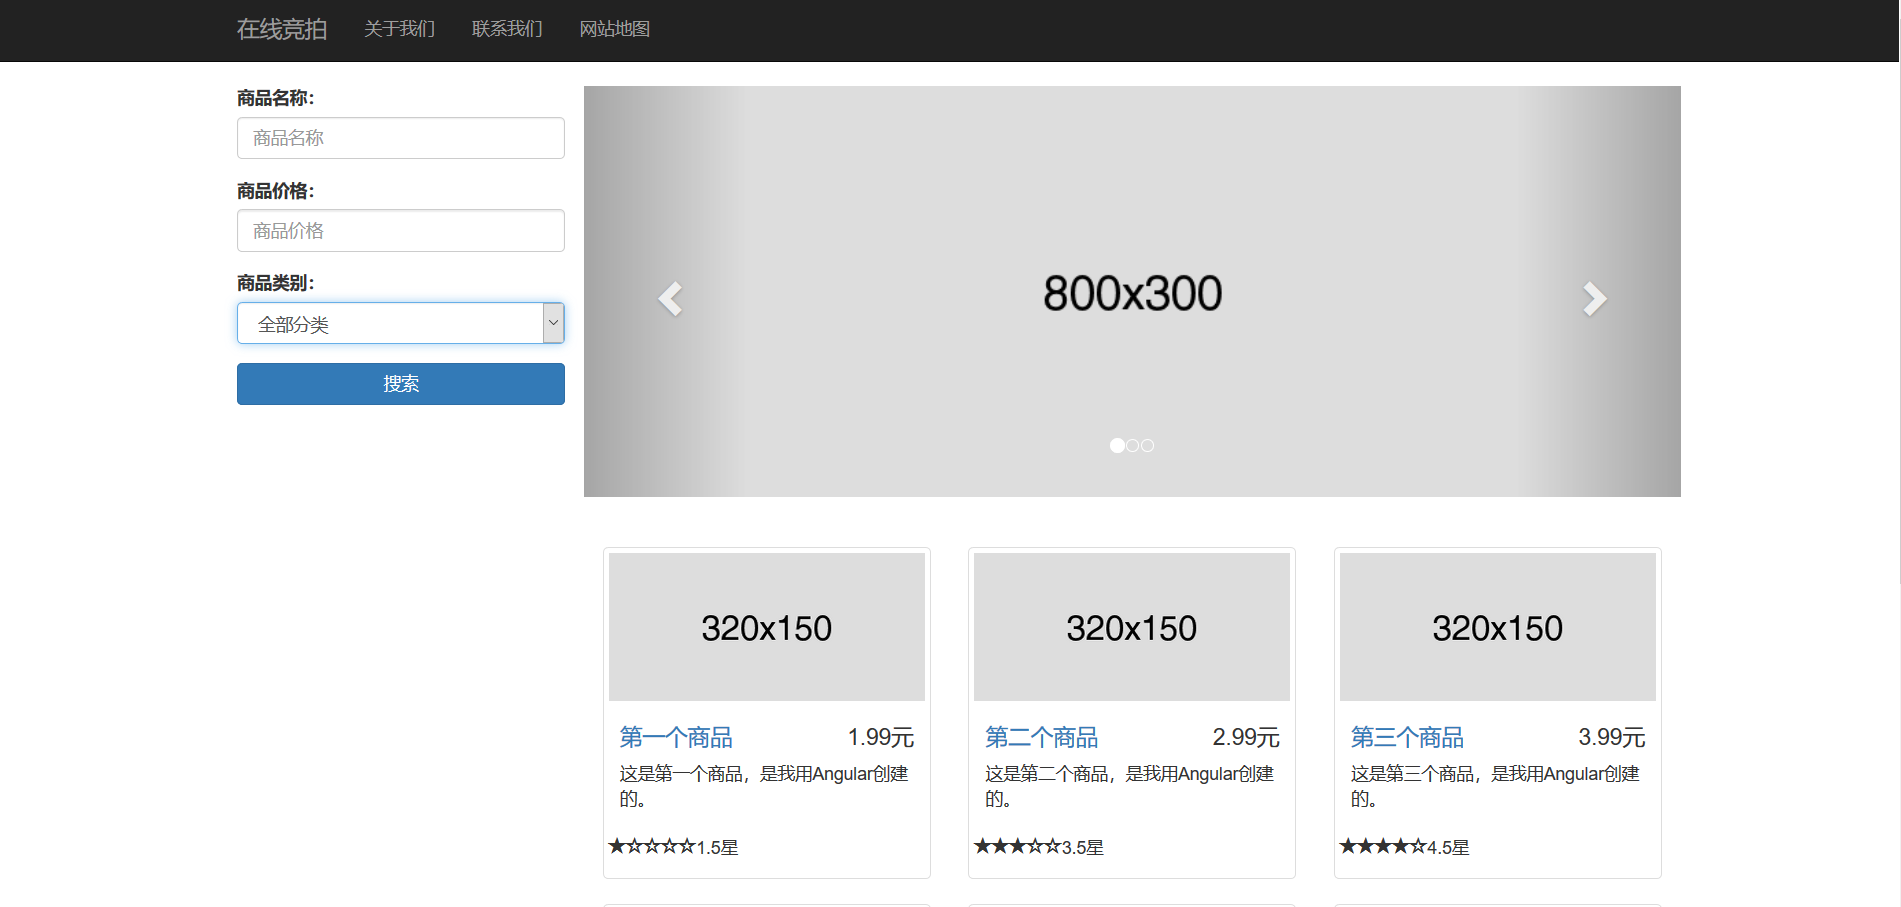 在线竞拍 关于我们 联系我们 网站地图
商品名称：
商品名称
商品价格：
商品价格
商品类别：
全部分类
搜索
800x300
320x150
第一个商品 1.99元
这是第一个商品，是我用Angular创建
的。
★☆☆☆☆1.5星
320x150
第二个商品 2.99元
这是第二个商品，是我用Angular创建
的。
★★★☆☆3.5星
320x150
第三个商品 3.99元
这是第三个商品，是我用Angular创建
的。
★★★★☆4.5星